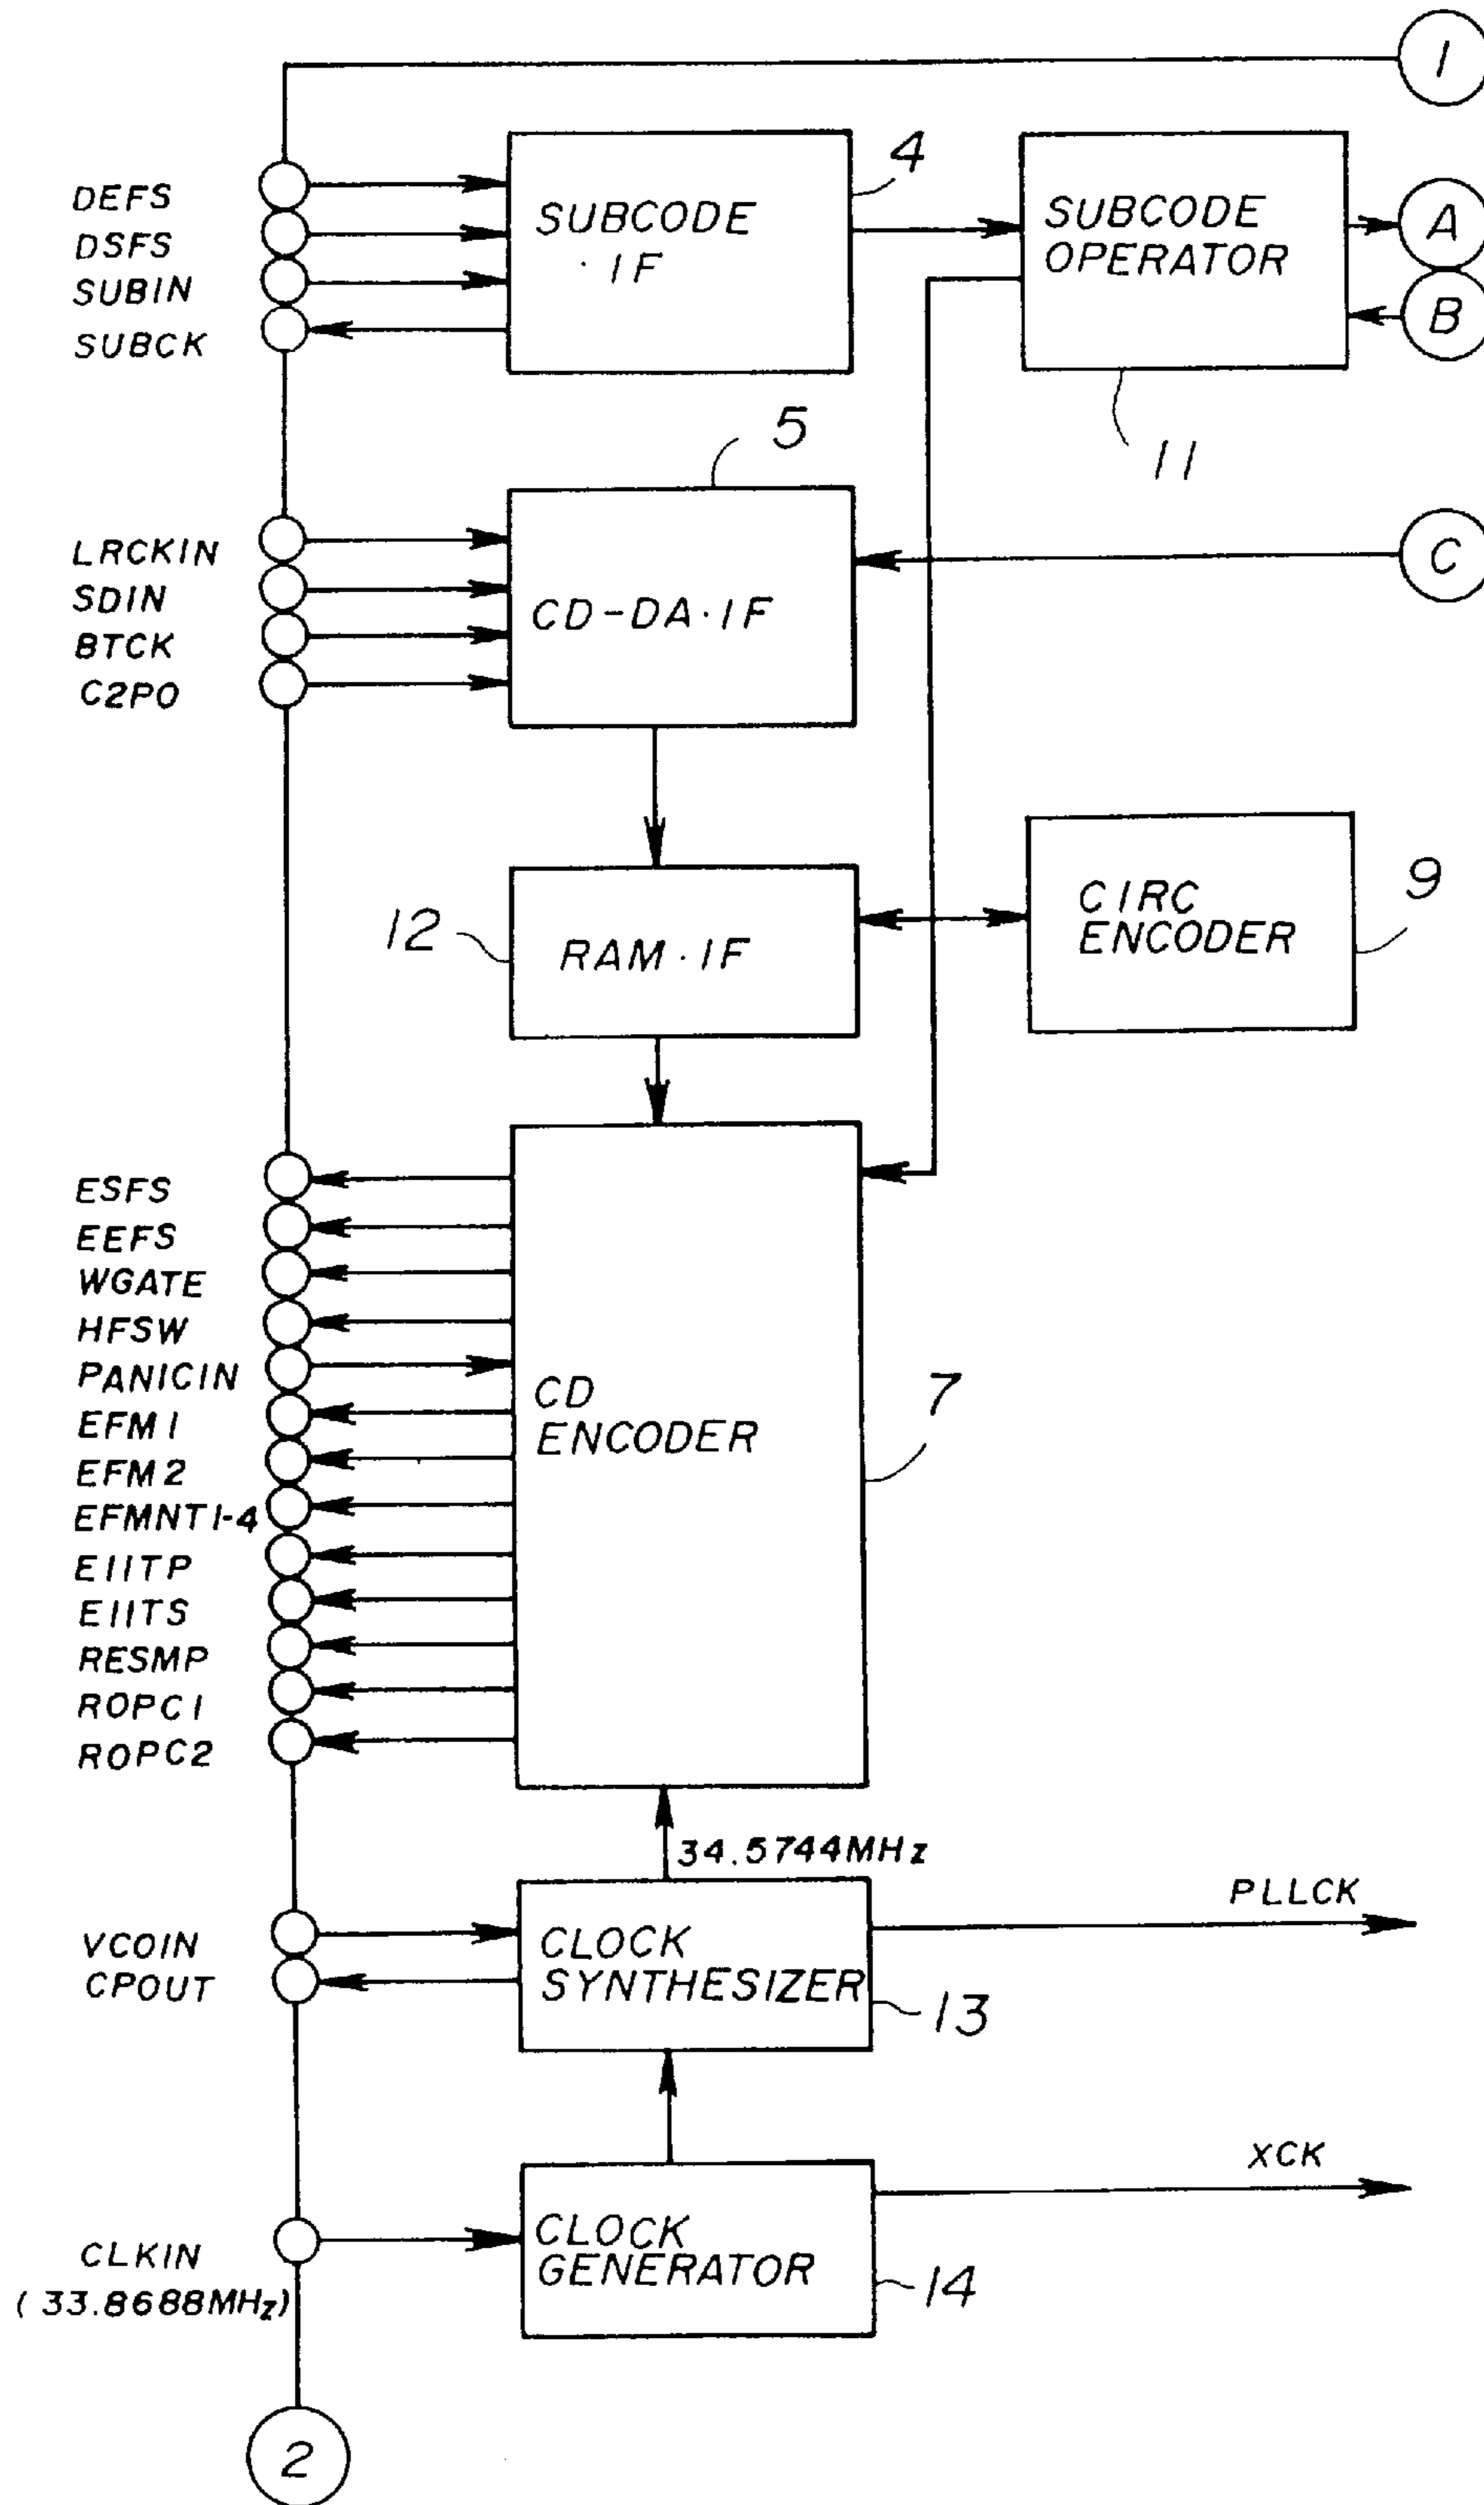 1
DEFS
DSFS
SUBIN
SUBCK
SUBCODE
·IF
4
SUBCODE
OPERATOR
11
A
B
5
LRCKIN
SDIN
BTCK
C2PO
CD-DA·IF
C
12
RAM·IF
CIRC
ENCODER
9
ESFS
EEFS
WGATE
HFSW
PANICIN
EFM1
EFM2
EFMNT1-4
E11TP
E11TS
RESMP
ROPC1
ROPC2
CD
ENCODER
7
34.5744MHz
VCOIN
CPOUT
CLOCK
SYNTHESIZER
13
PLLCK
CLKIN
(33.8688MHz)
CLOCK
GENERATOR
14
XCK
2